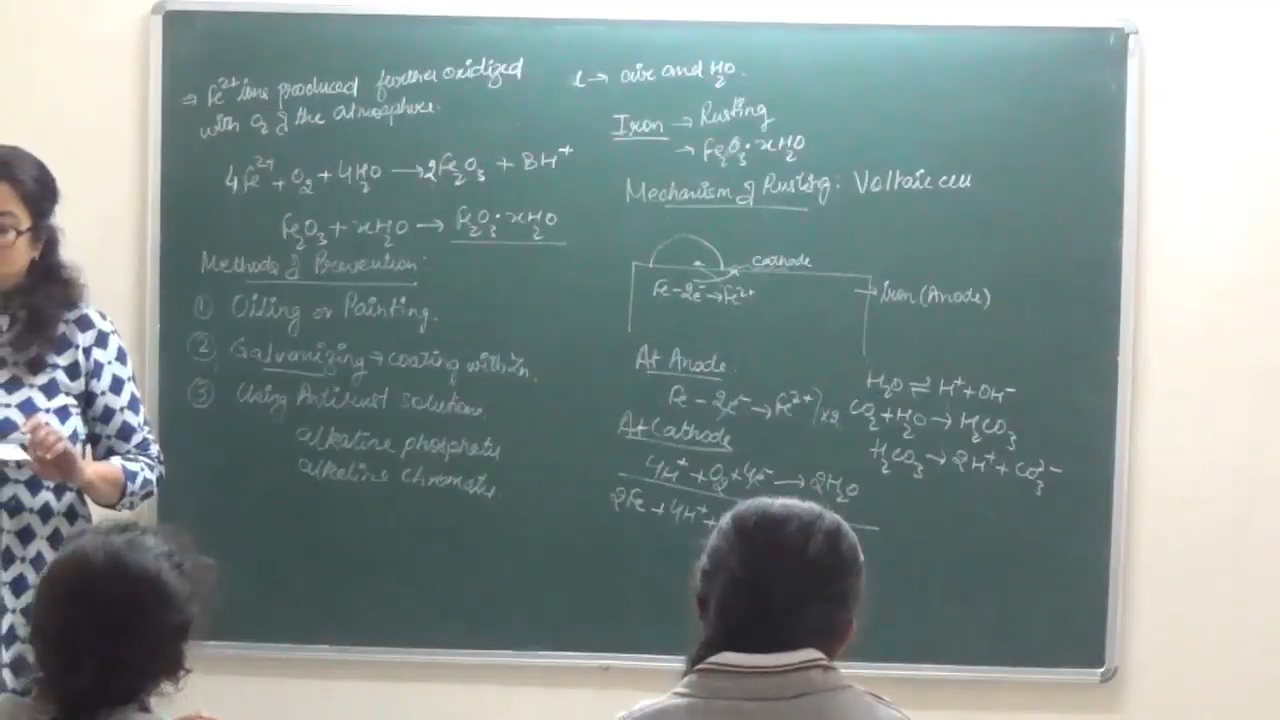 ⇒ Fe²⁺ ions produced further oxidized
with O₂ of the atmosphere.
4Fe²⁺ + O₂ + 4H₂O → 2Fe₂O₃ + 8H⁺
Fe₂O₃ + xH₂O → Fe₂O₃·xH₂O
Methods of Prevention:
① Oiling or Painting.
② Galvanizing → coating with Zn.
③ Using Antirust solutions
alkaline phosphate
alkaline chromate
→ air and H₂O.
Iron → Rusting
→ Fe₂O₃·xH₂O
Mechanism of Rusting: Voltaic cell
cathode
Fe - 2e⁻ → Fe²⁺
→ Iron (Anode)
At Anode
Fe - 2e⁻ → Fe²⁺) x2
At Cathode
4H⁺ + O₂ + 4e⁻ → 2H₂O
2Fe + 4H⁺ +
H₂O ⇌ H⁺ + OH⁻
CO₂ + H₂O → H₂CO₃
H₂CO₃ → 2H⁺ + CO₃²⁻